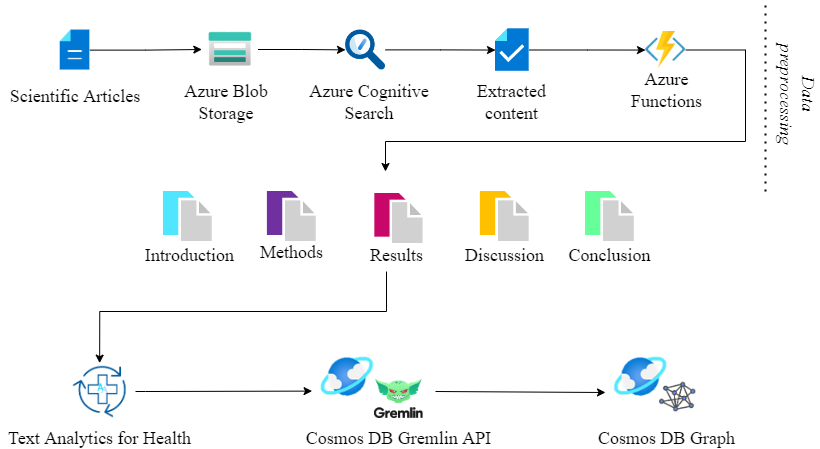 Scientific Articles
Azure Blob
Storage
Azure Cognitive
Search
Extracted
content
Azure
Functions
Data
preprocessing
Introduction
Methods
Results
Discussion
Conclusion
Text Analytics for Health
Gremlin
Cosmos DB Gremlin API
Cosmos DB Graph